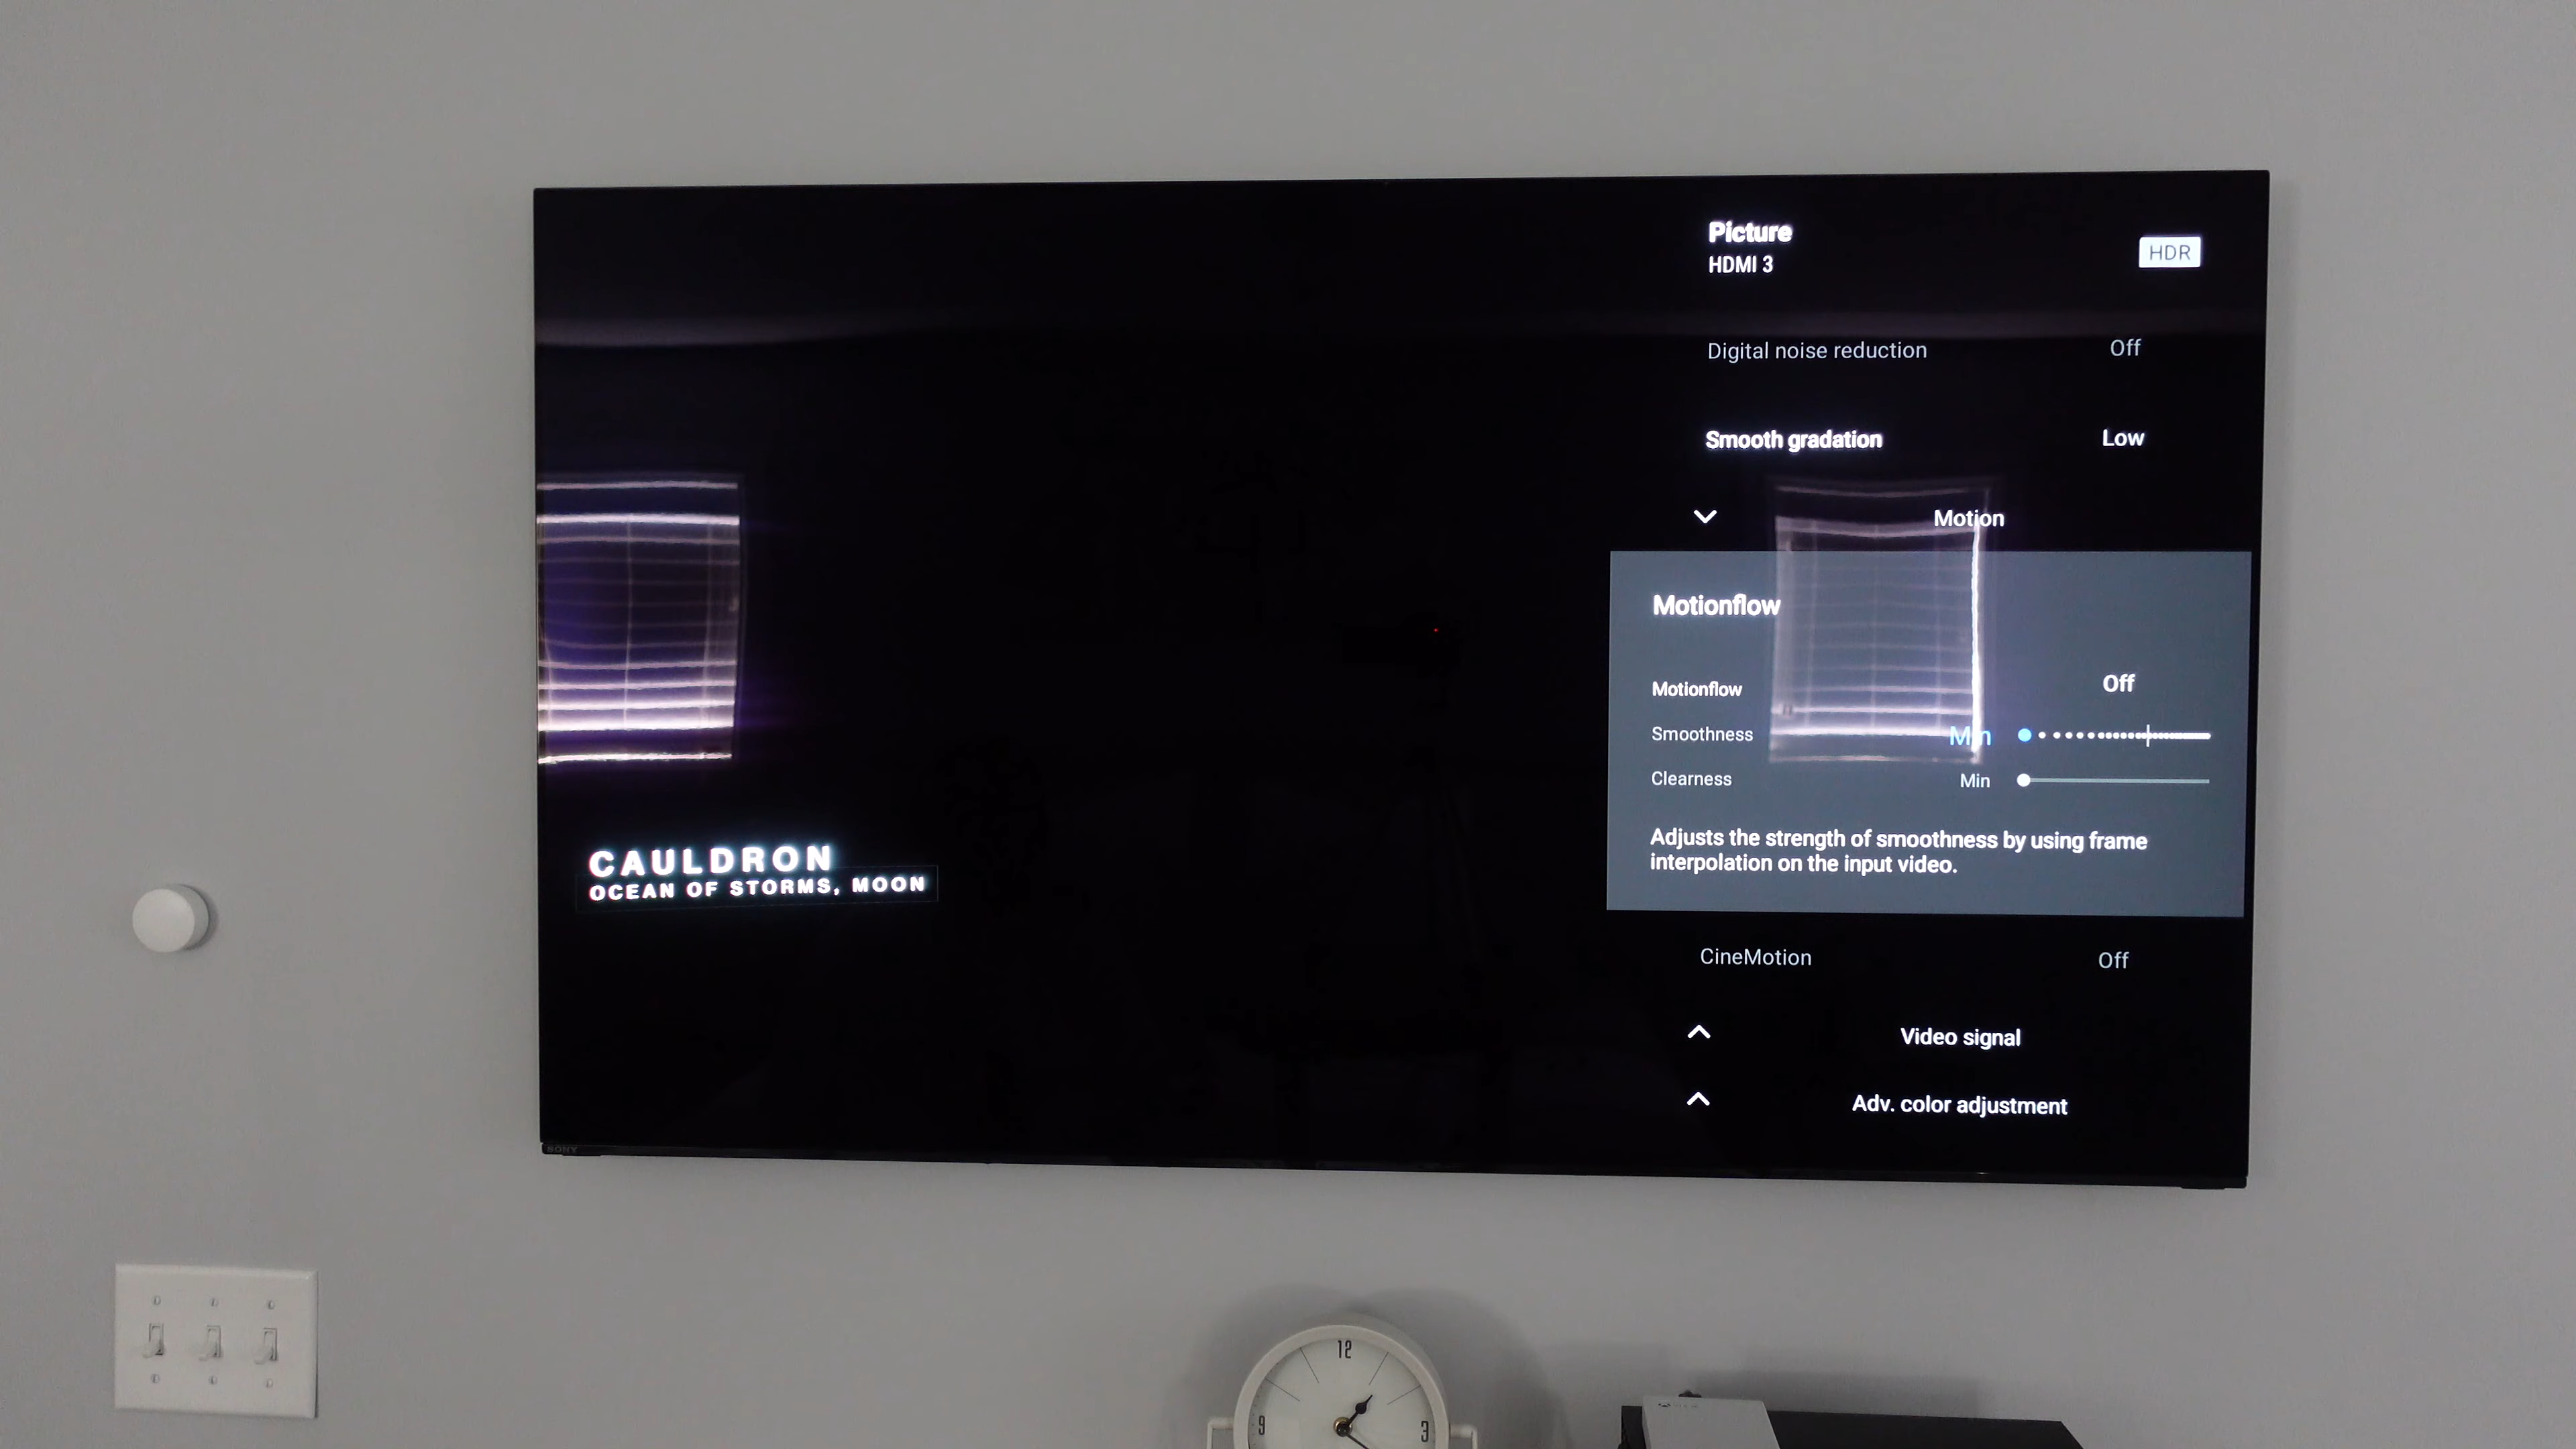 Picture
HDMI 3
HDR
Digital noise reduction Off
Smooth gradation Low
Motion
Motionflow
Motionflow Off
Smoothness Min
Clearness Min
Adjusts the strength of smoothness by using frame
interpolation on the input video.
CineMotion Off
Video signal
Adv. color adjustment
CAULDRON
OCEAN OF STORMS, MOON
SONY
12
9 3